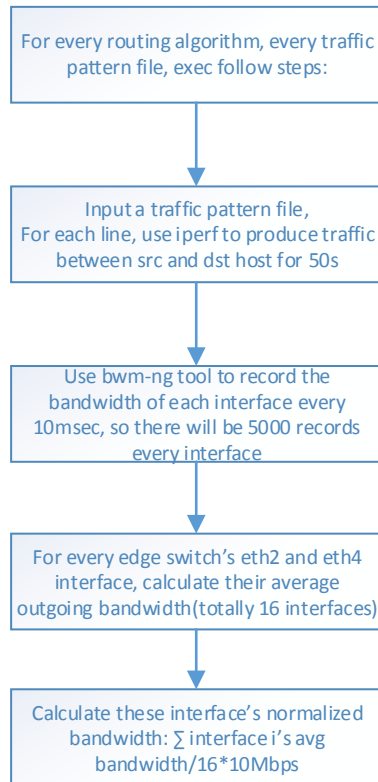 For every routing algorithm, every traffic
pattern file, exec follow steps:
Input a traffic pattern file,
For each line, use iperf to produce traffic
between src and dst host for 50s
Use bwm-ng tool to record the
bandwidth of each interface every
10msec, so there will be 5000 records
every interface
For every edge switch's eth2 and eth4
interface, calculate their average
outgoing bandwidth(totally 16 interfaces)
Calculate these interface's normalized
bandwidth: ∑ interface i's avg
bandwidth/16*10Mbps